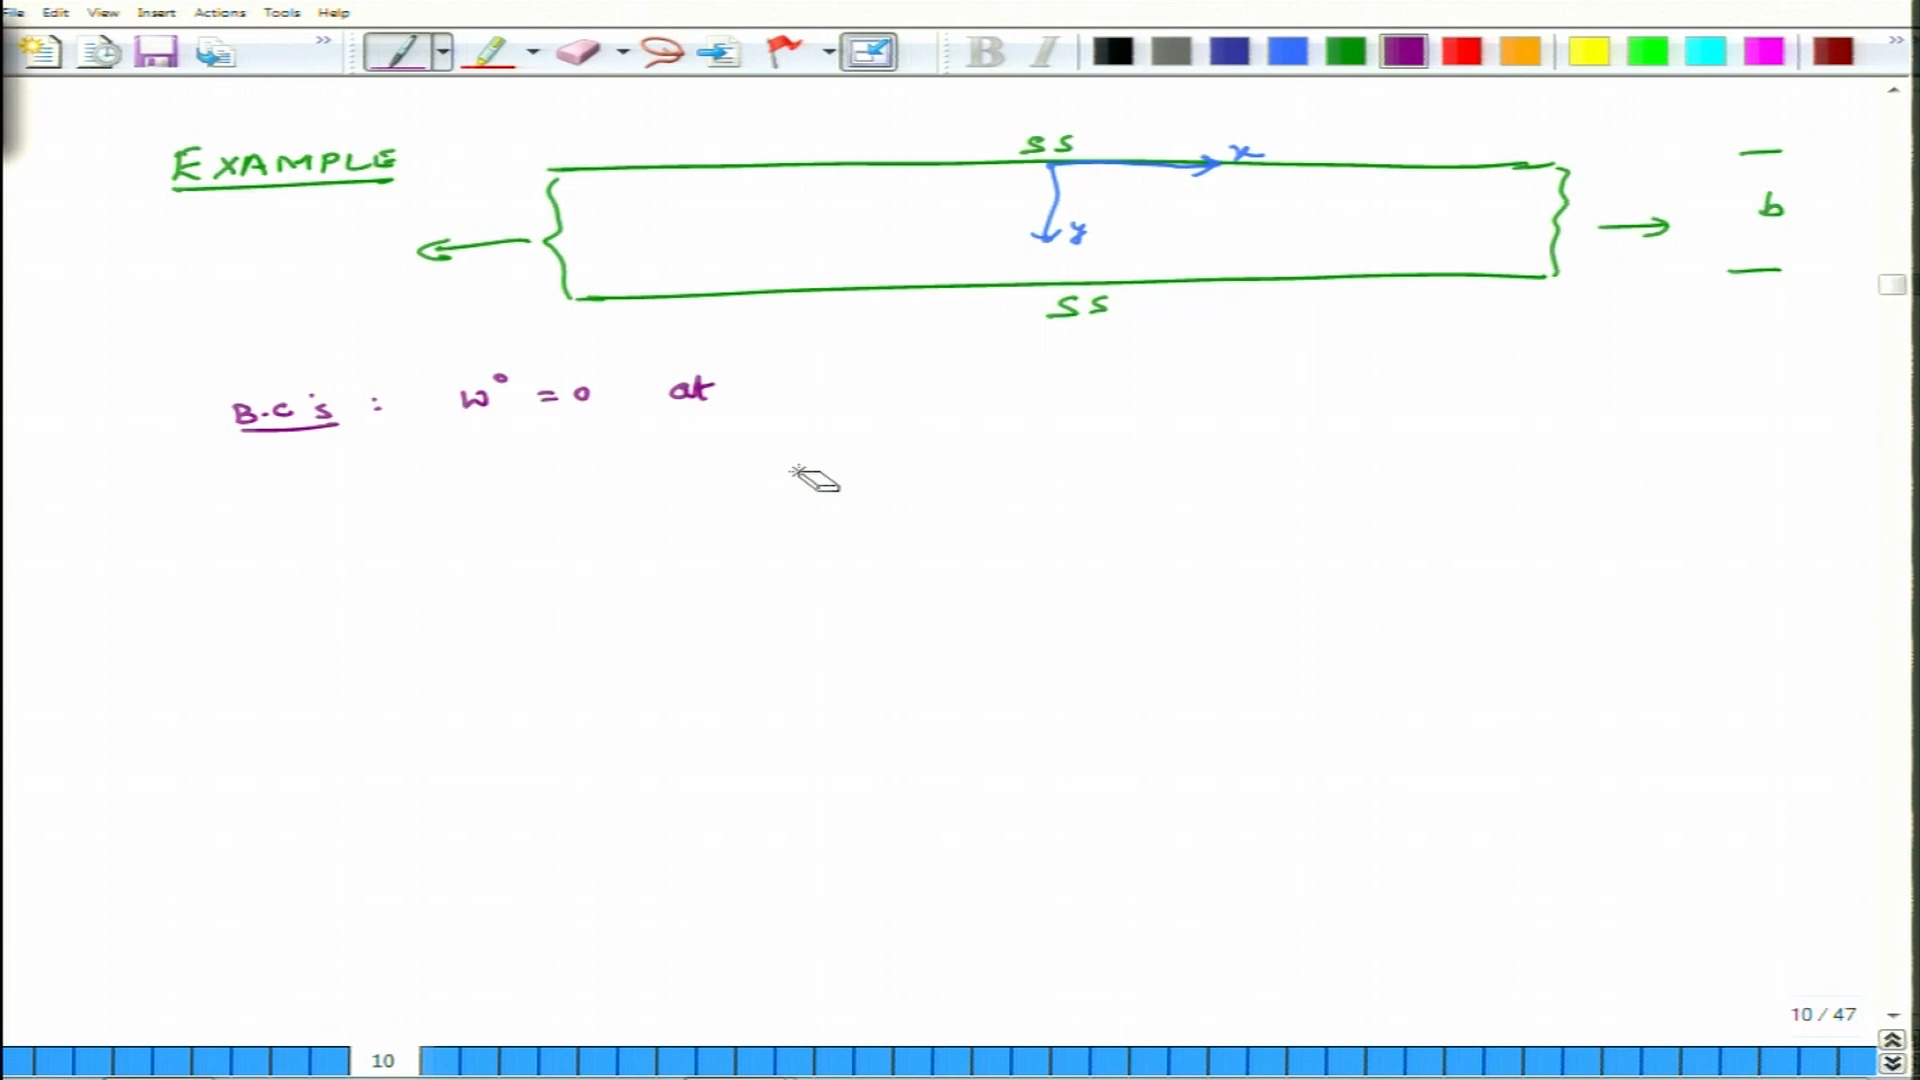 File Edit View Insert Actions Tools Help
B I
EXAMPLE
SS
x
y
b
SS
B.C's : w° = 0 at
10 / 47
10